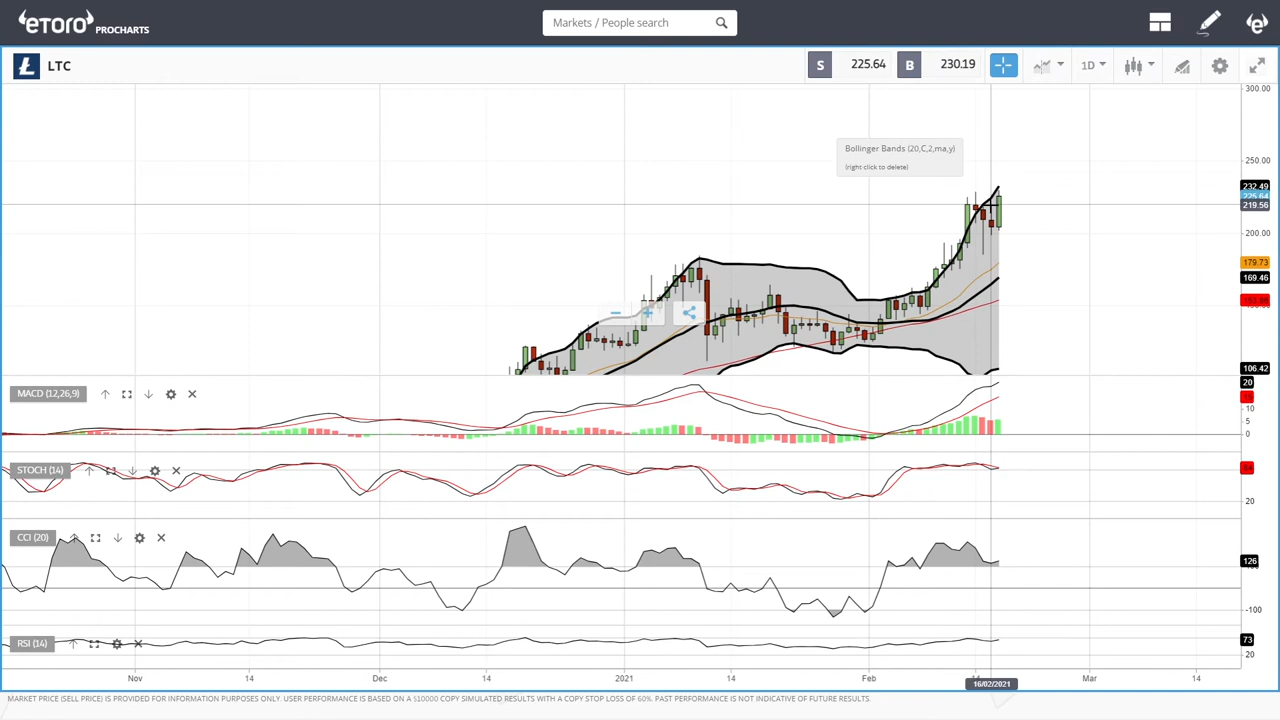 eToro PROCHARTS
Markets / People search
LTC
S 225.64 B 230.19 1D
Bollinger Bands (20,C,2,ma,y)
(right click to delete)
300.00
250.00
232.49
225.64
219.56
200.00
179.73
169.46
106.42
MACD (12,26,9)
20
10
5
0
STOCH (14)
20
CCI (20)
126
-100
RSI (14)
73
20
Nov 14 Dec 14 2021 14 Feb 14 Mar 14
16/02/2021
MARKET PRICE (SELL PRICE) IS PROVIDED FOR INFORMATION PURPOSES ONLY. USER PERFORMANCE IS BASED ON A $10000 COPY SIMULATED RESULTS WITH A COPY STOP LOSS OF 60%. PAST PERFORMANCE IS NOT INDICATIVE OF FUTURE RESULTS.